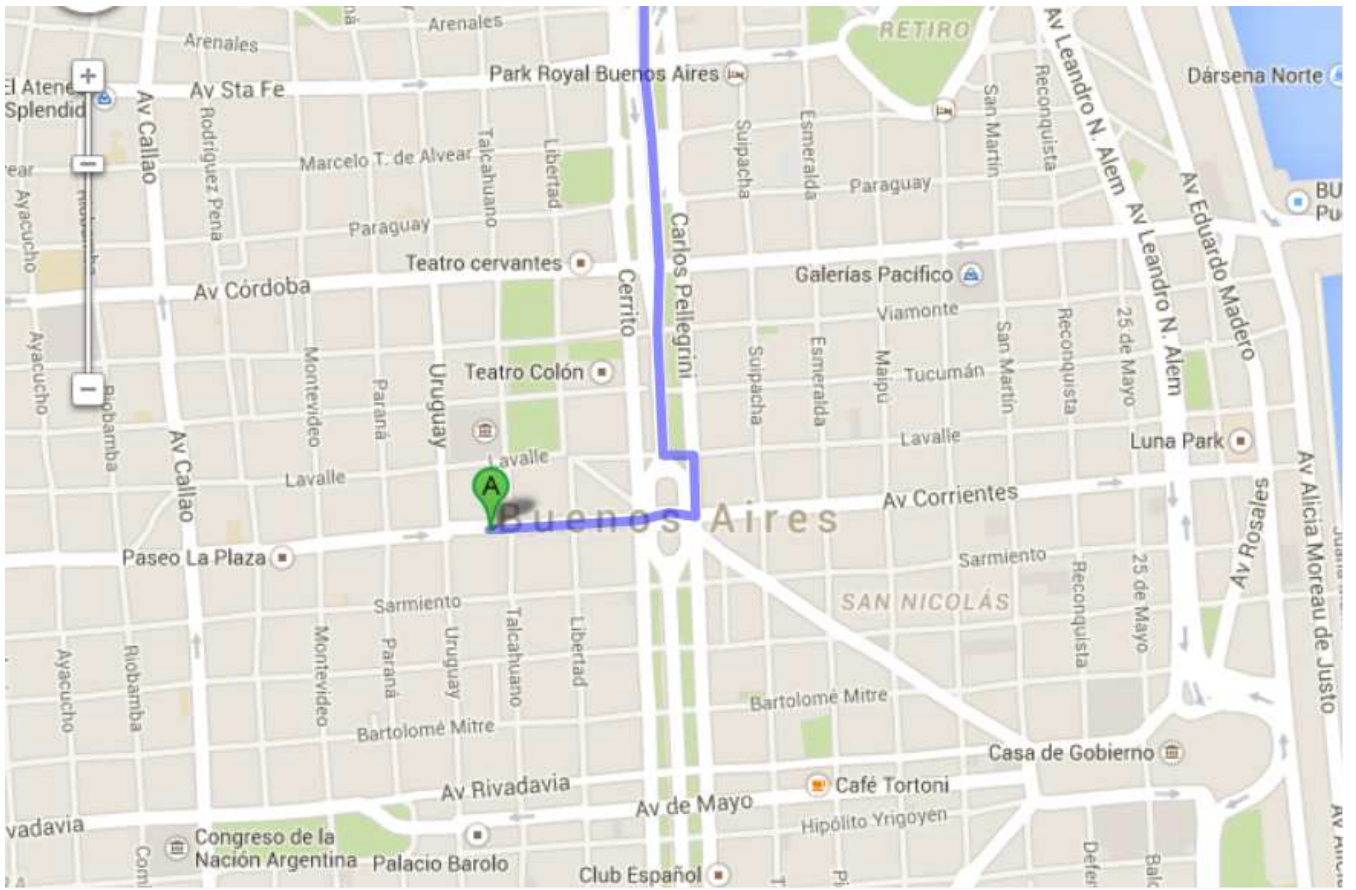 Arenales
Arenales
RETIRO
Av Leandro N. Alem
Park Royal Buenos Aires
Dársena Norte
Splendid
Av Sta Fe
Av Callao
Rodriguez Pena
Talcahuano
Libertad
Suipacha
Esmeralda
San Martín
Reconquista
Marcelo T. de Alvear
Paraguay
Av Eduardo Madero
Ayacucho
Paraguay
Carlos Pellegrini
Av Leandro N. Alem
BU
Teatro cervantes
Cerrito
Galerías Pacífico
Av Córdoba
Viamonte
Ayacucho
Riobamba
Montevideo
Paraná
Uruguay
Teatro Colón
Suipacha
Esmeralda
Maipú
Tucumán
San Martín
Reconquista
25 de Mayo
Av Callao
Lavalle
Lavalle
Lavalle
Luna Park
A
Av Corrientes
Buenos Aires
Av Rosales
Av Alicia Moreau de Justo
Paseo La Plaza
Sarmiento
Sarmiento
SAN NICOLÁS
Reconquista
25 de Mayo
Ayacucho
Riobamba
Montevideo
Paraná
Uruguay
Talcahuano
Libertad
Bartolomé Mitre
Bartolomé Mitre
Casa de Gobierno
Av Rivadavia
Café Tortoni
Av de Mayo
Hipólito Yrigoyen
vadavia
Congreso de la
Nación Argentina
Palacio Barolo
Club Español